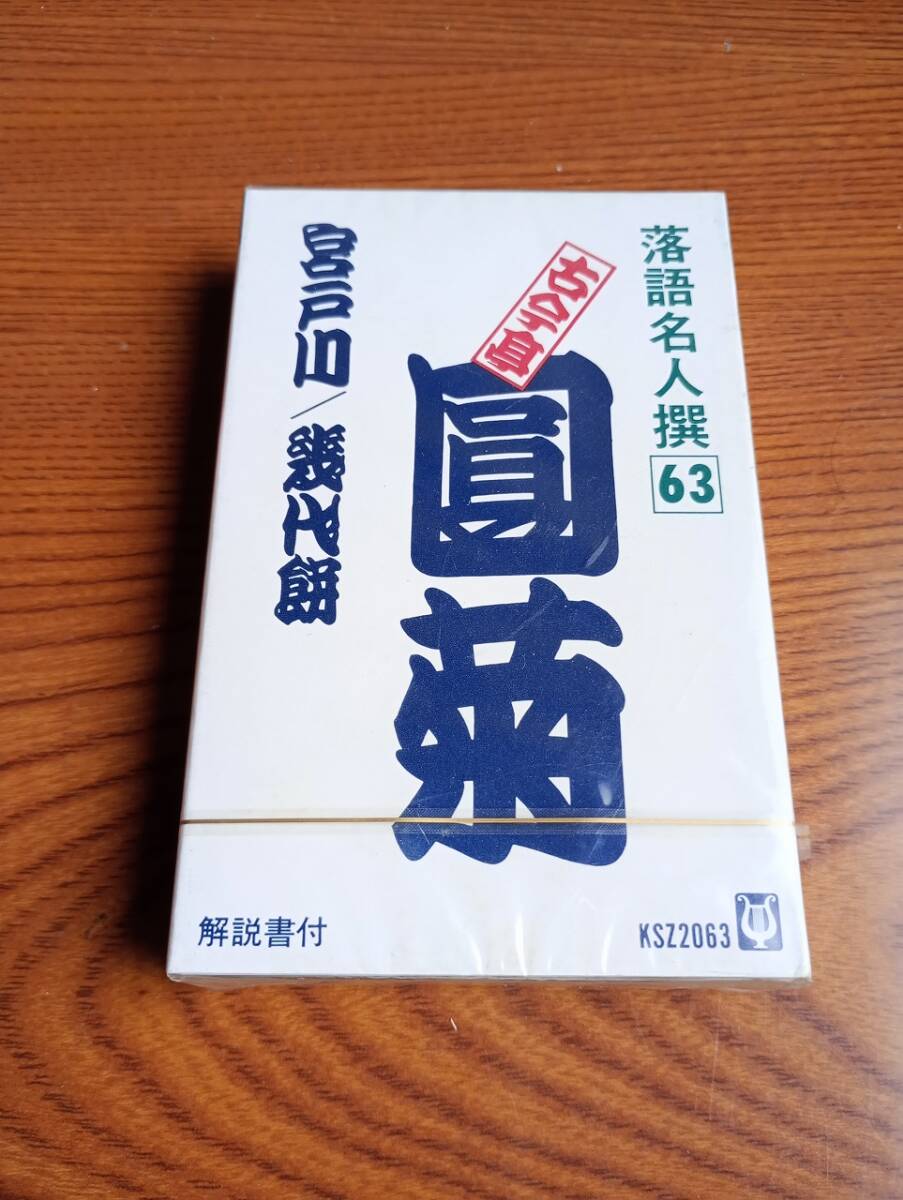 落語名人撰
63
古今亭
圓菊
宮戸川/幾代餅
解説書付
KSZ2063